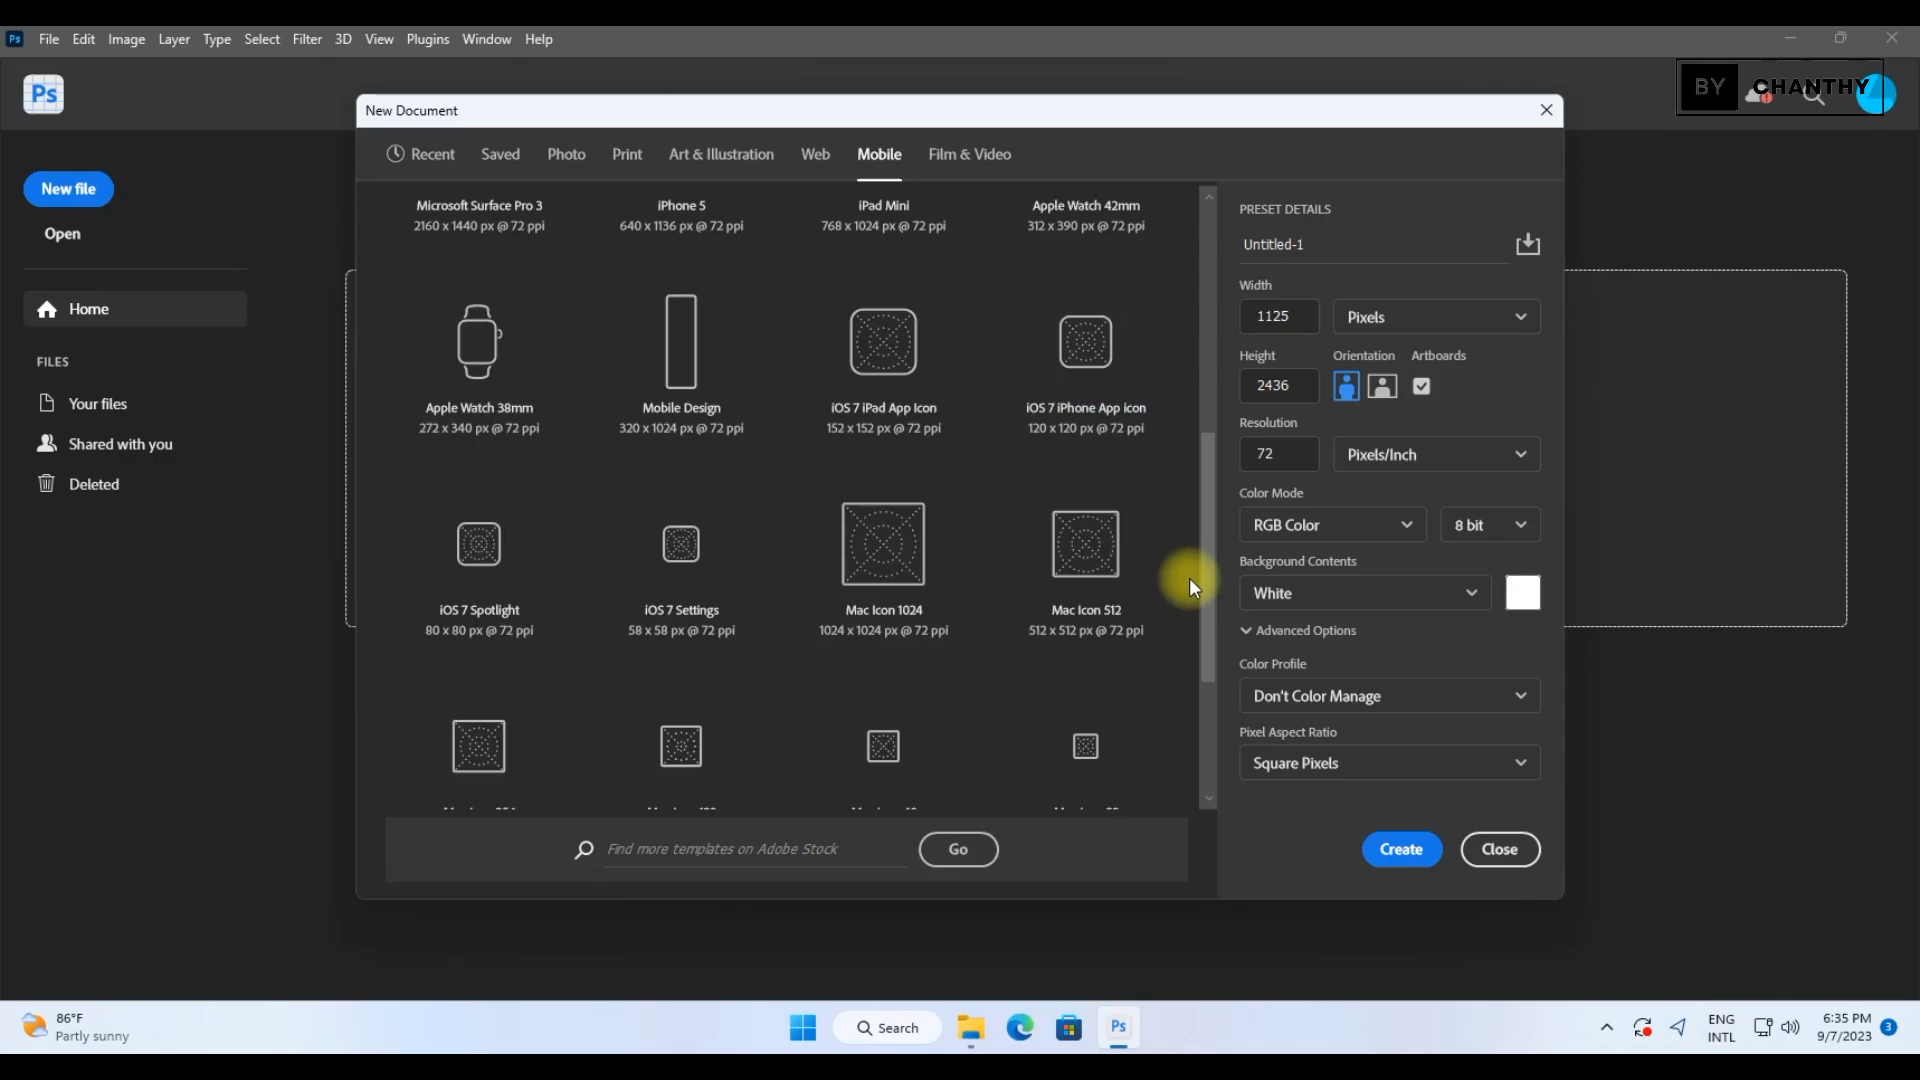 Ps File Edit Image Layer Type Select Filter 3D View Plugins Window Help
BY CHANTHY
Ps
New Document
Recent Saved Photo Print Art & Illustration Web Mobile Film & Video
New file
Open
Home
FILES
Your files
Shared with you
Deleted
Microsoft Surface Pro 3 iPhone 5 iPad Mini Apple Watch 42mm
2160 x 1440 px @ 72 ppi 640 x 1136 px @ 72 ppi 768 x 1024 px @ 72 ppi 312 x 390 px @ 72 ppi
Apple Watch 38mm Mobile Design iOS 7 iPad App Icon iOS 7 iPhone App icon
272 x 340 px @ 72 ppi 320 x 1024 px @ 72 ppi 152 x 152 px @ 72 ppi 120 x 120 px @ 72 ppi
iOS 7 Spotlight iOS 7 Settings Mac Icon 1024 Mac Icon 512
80 x 80 px @ 72 ppi 58 x 58 px @ 72 ppi 1024 x 1024 px @ 72 ppi 512 x 512 px @ 72 ppi
Find more templates on Adobe Stock Go
PRESET DETAILS
Untitled-1
Width
1125 Pixels
Height Orientation Artboards
2436
Resolution
72 Pixels/Inch
Color Mode
RGB Color 8 bit
Background Contents
White
Advanced Options
Color Profile
Don't Color Manage
Pixel Aspect Ratio
Square Pixels
Create Close
86°F
Partly sunny
Search
Ps
ENG
INTL
6:35 PM
9/7/2023
3